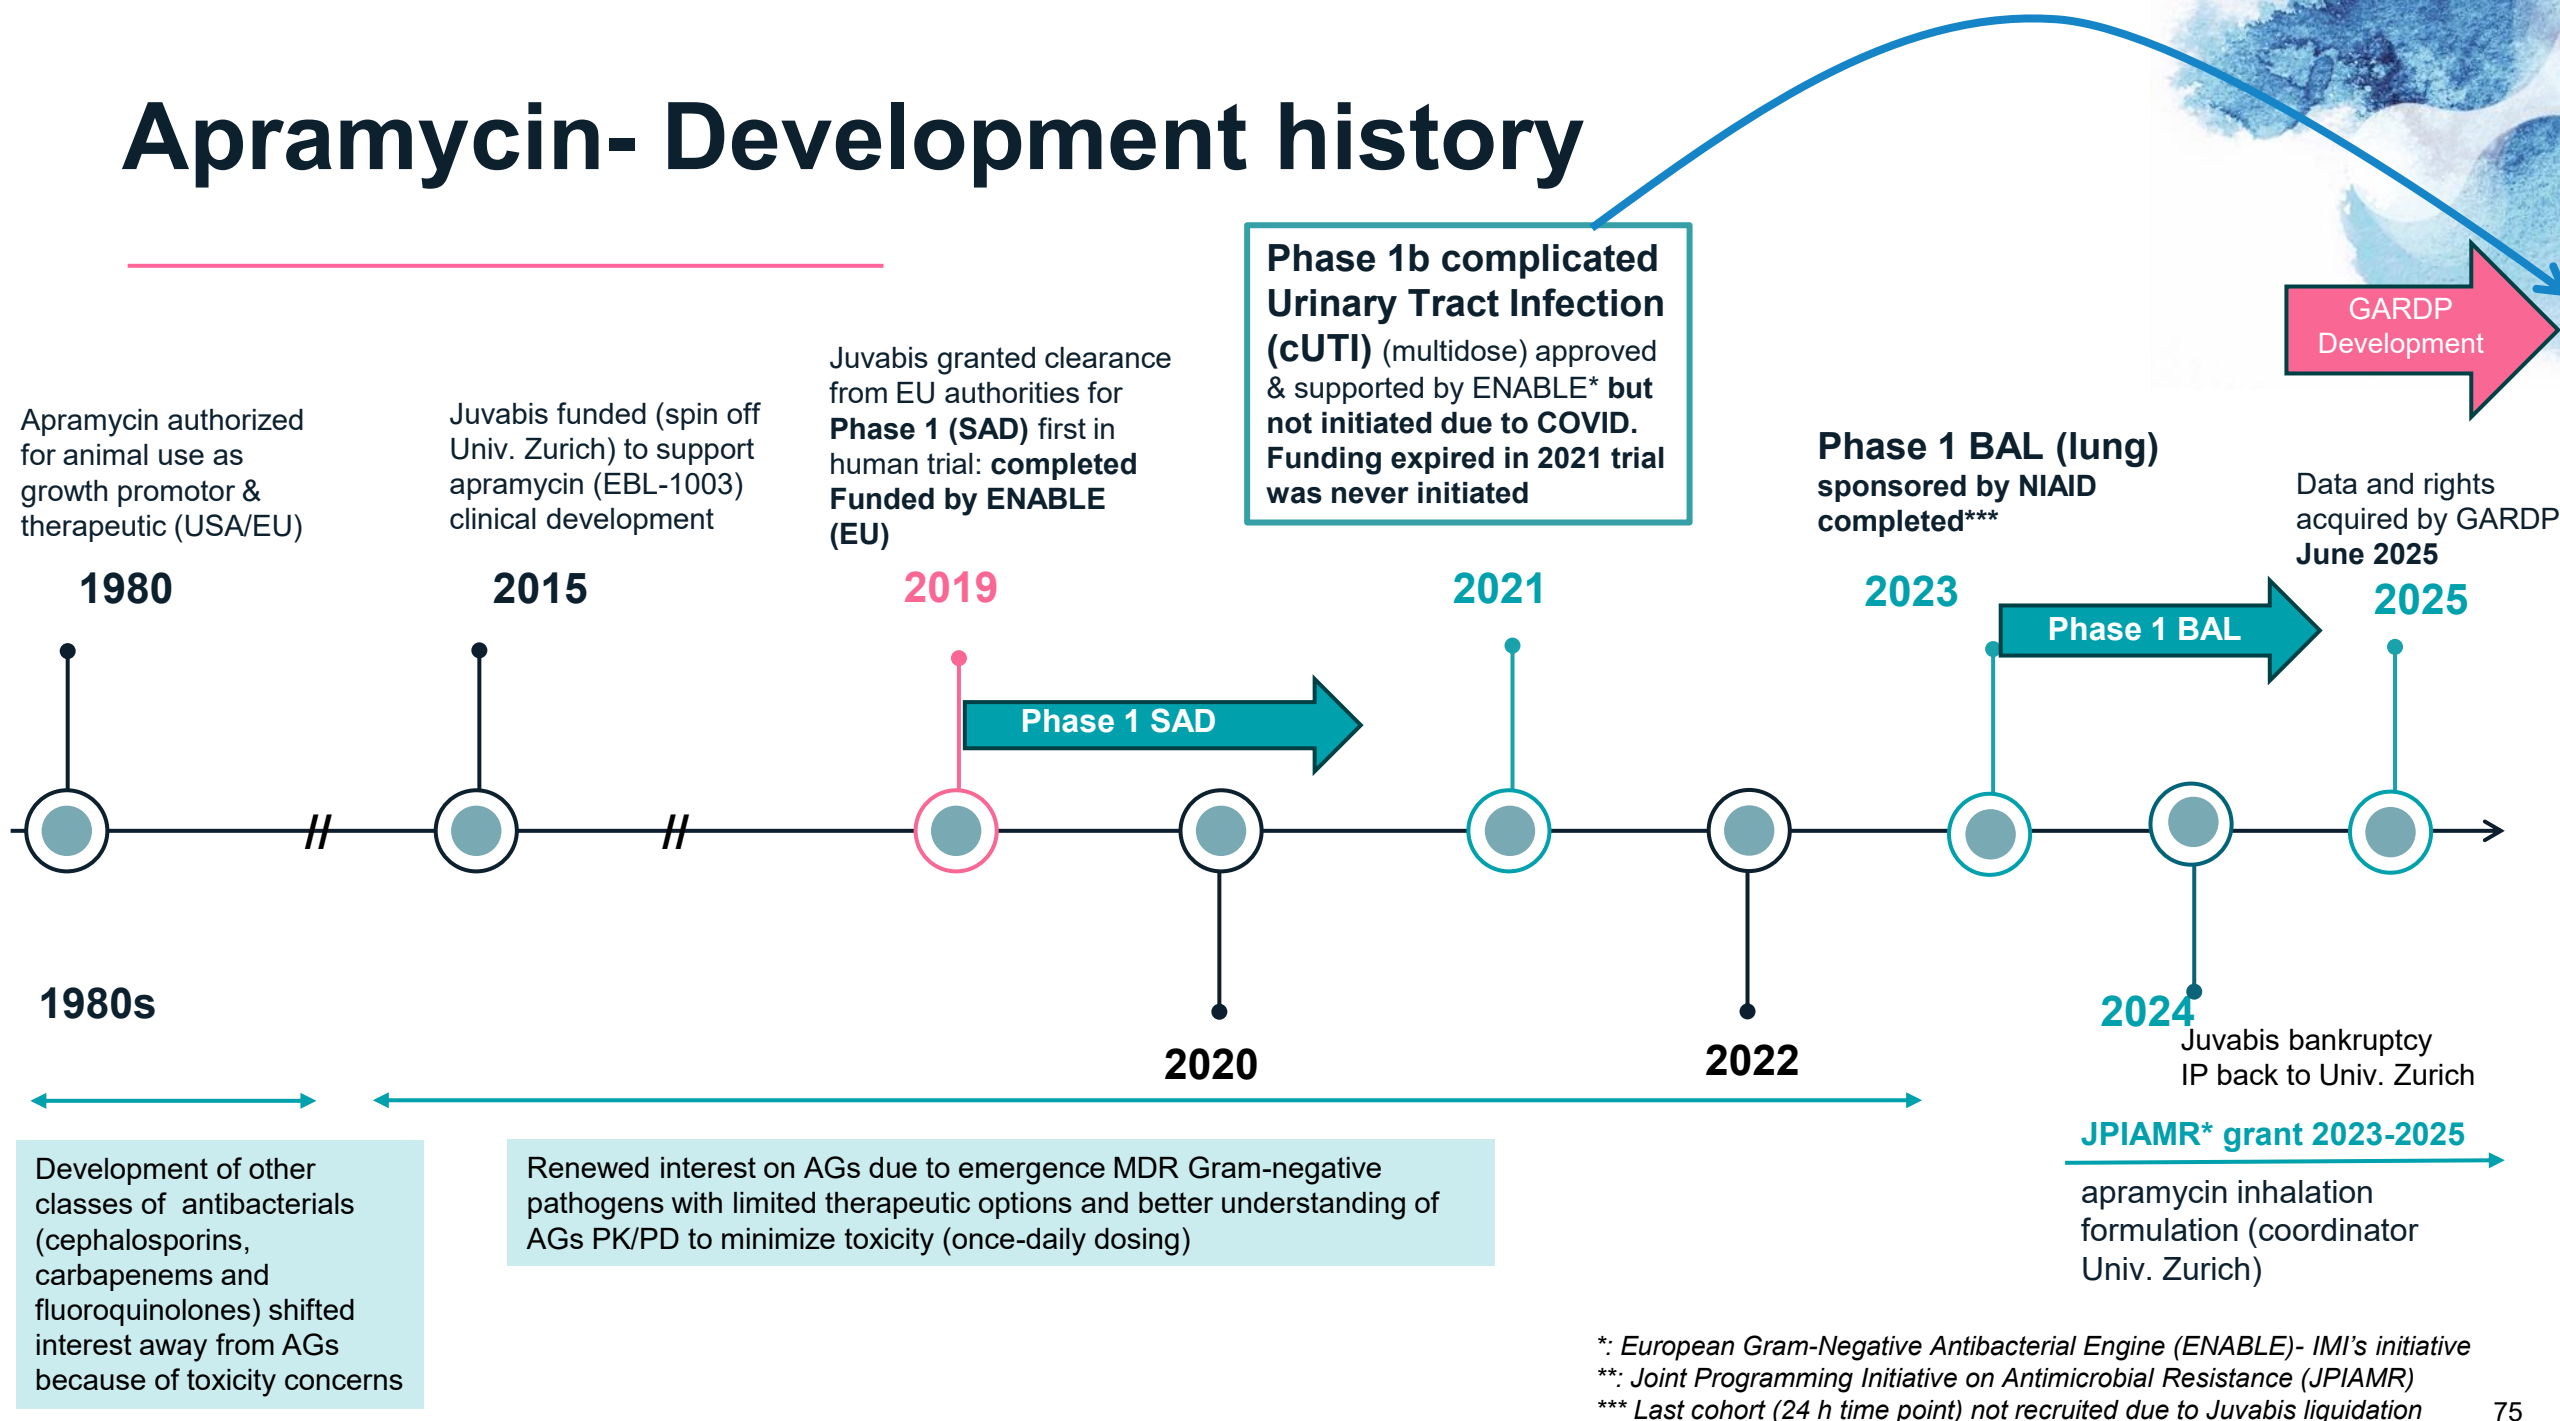 Apramycin- Development history
Apramycin authorized
for animal use as
growth promotor &
therapeutic (USA/EU)
1980
Juvabis funded (spin off
Univ. Zurich) to support
apramycin (EBL-1003)
clinical development
2015
Juvabis granted clearance
from EU authorities for
Phase 1 (SAD) first in
human trial: completed
Funded by ENABLE
(EU)
2019
Phase 1b complicated
Urinary Tract Infection
(cUTI) (multidose) approved
& supported by ENABLE* but
not initiated due to COVID.
Funding expired in 2021 trial
was never initiated
2021
Phase 1 BAL (lung)
sponsored by NIAID
completed***
2023
GARDP
Development
Data and rights
acquired by GARDP
June 2025
2025
Phase 1 BAL
Phase 1 SAD
//
//
1980s
2020
2022
2024
Juvabis bankruptcy
IP back to Univ. Zurich
JPIAMR* grant 2023-2025
apramycin inhalation
formulation (coordinator
Univ. Zurich)
Development of other
classes of antibacterials
(cephalosporins,
carbapenems and
fluoroquinolones) shifted
interest away from AGs
because of toxicity concerns
Renewed interest on AGs due to emergence MDR Gram-negative
pathogens with limited therapeutic options and better understanding of
AGs PK/PD to minimize toxicity (once-daily dosing)
*: European Gram-Negative Antibacterial Engine (ENABLE)- IMI’s initiative
**: Joint Programming Initiative on Antimicrobial Resistance (JPIAMR)
*** Last cohort (24 h time point) not recruited due to Juvabis liquidation
75